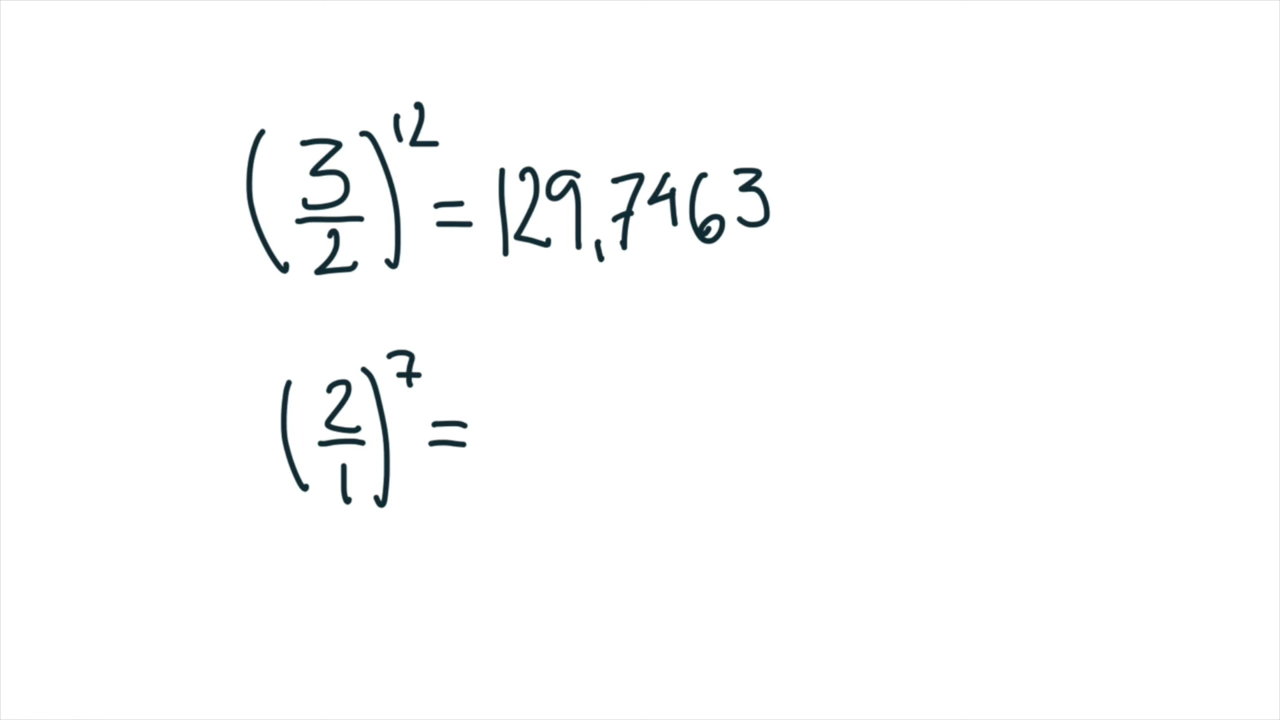 (3/2)^12 = 129,7463
(2/1)^7 =